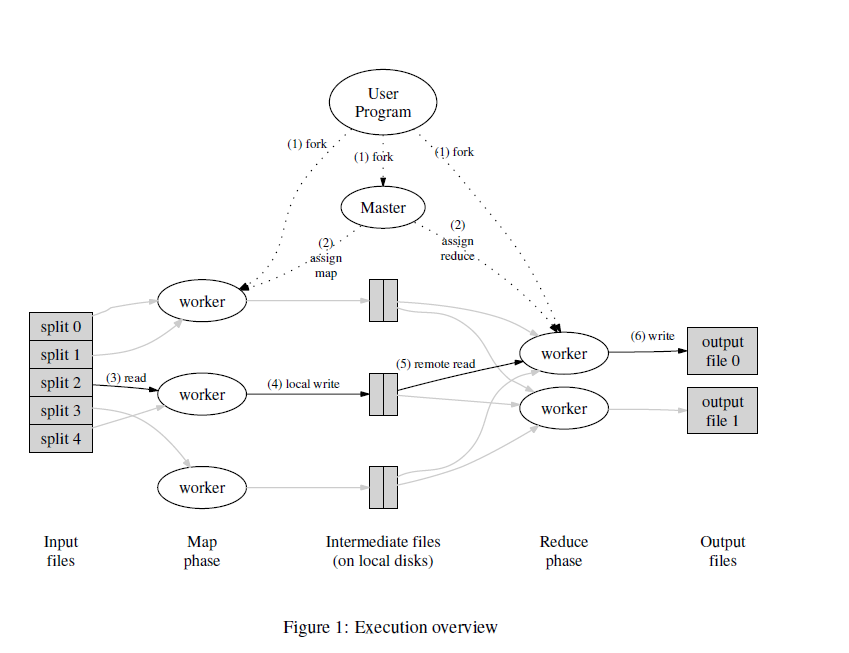 User
Program
(1) fork
(1) fork
(1) fork
Master
(2)
assign
map
(2)
assign
reduce
worker
split 0
split 1
split 2
split 3
split 4
(3) read
worker
(4) local write
(5) remote read
worker
worker
worker
(6) write
output
file 0
output
file 1
Input
files
Map
phase
Intermediate files
(on local disks)
Reduce
phase
Output
files
Figure 1: Execution overview